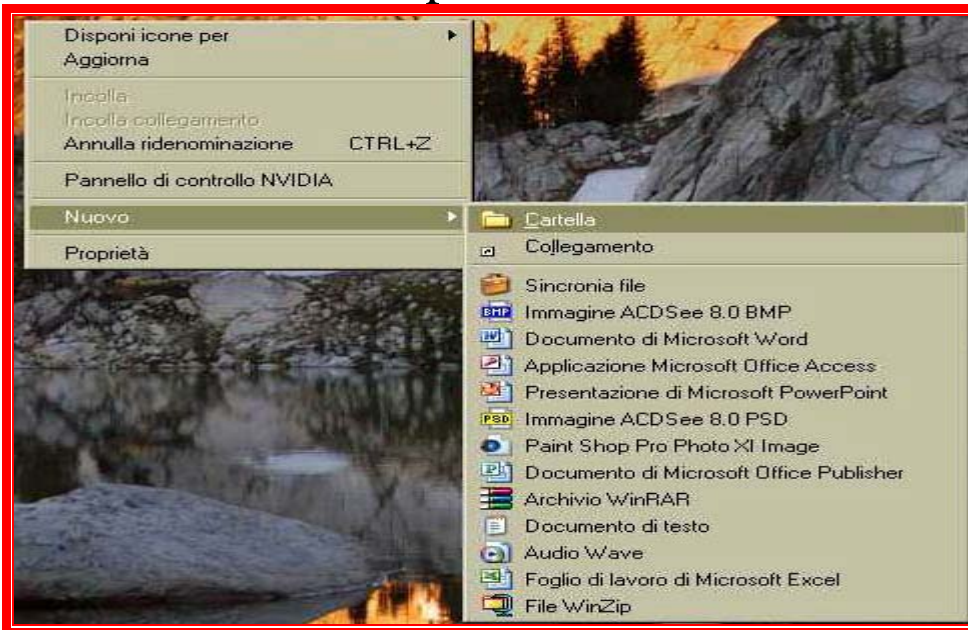 Disponi icone per
Aggiorna
Incolla
Incolla collegamento
Annulla ridenominazione CTRL+Z
Pannello di controllo NVIDIA
Nuovo
Proprietà
Cartella
Collegamento
Sincronia file
BMP Immagine ACDSee 8.0 BMP
Documento di Microsoft Word
Applicazione Microsoft Office Access
Presentazione di Microsoft PowerPoint
PSD Immagine ACDSee 8.0 PSD
Paint Shop Pro Photo XI Image
Documento di Microsoft Office Publisher
Archivio WinRAR
Documento di testo
Audio Wave
Foglio di lavoro di Microsoft Excel
File WinZip